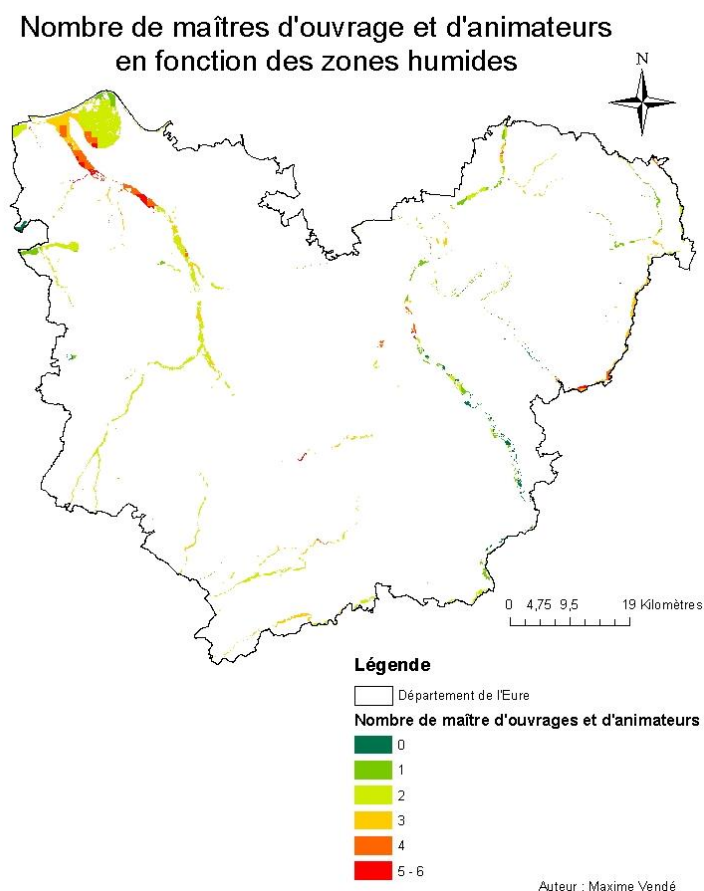 Nombre de maîtres d'ouvrage et d'animateurs
en fonction des zones humides
N
0 4,75 9,5 19 Kilomètres
Légende
Département de l'Eure
Nombre de maître d'ouvrages et d'animateurs
0
1
2
3
4
5 - 6
Auteur : Maxime Vendé